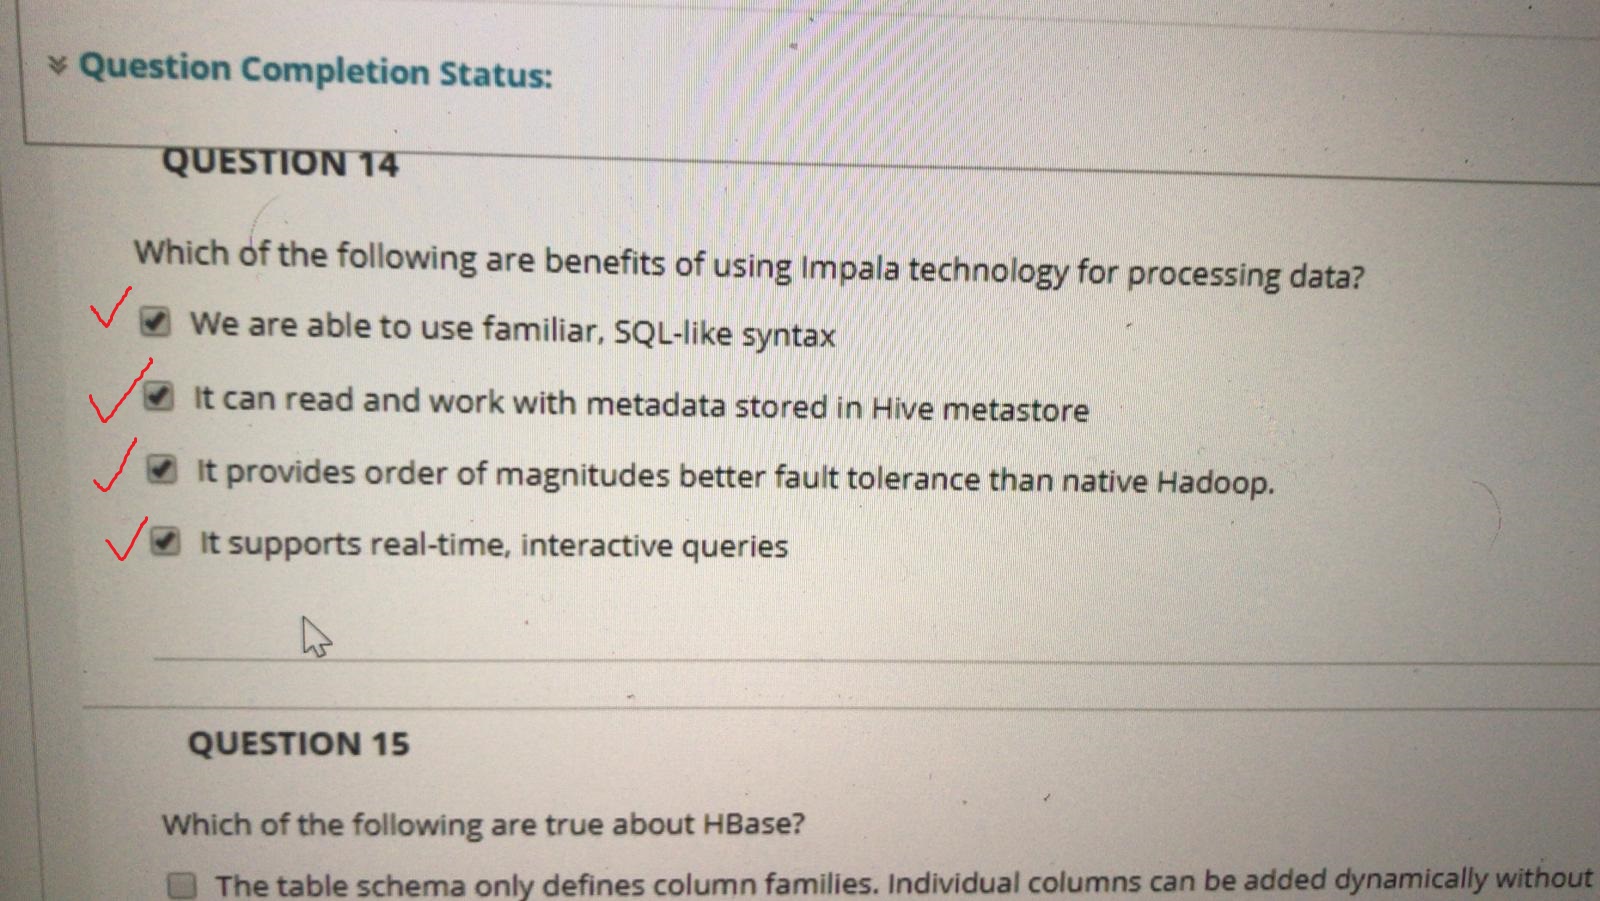 Question Completion Status:
QUESTION 14
Which of the following are benefits of using Impala technology for processing data?
We are able to use familiar, SQL-like syntax
It can read and work with metadata stored in Hive metastore
It provides order of magnitudes better fault tolerance than native Hadoop.
It supports real-time, interactive queries
QUESTION 15
Which of the following are true about HBase?
The table schema only defines column families. Individual columns can be added dynamically without